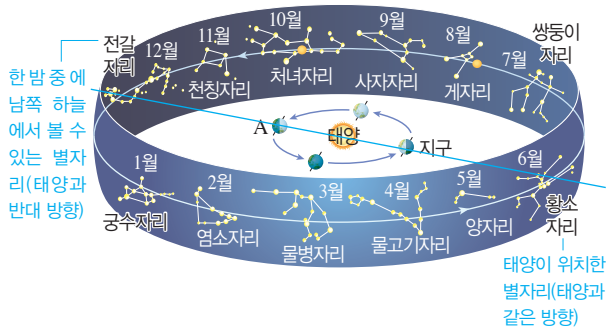 전갈
자리
한밤중에
남쪽 하늘
에서 볼 수
있는 별자
리(태양과
반대 방향)
12월
11월
천칭자리
10월
처녀자리
9월
사자자리
8월
게자리
7월
쌍둥이
자리
A
태양
지구
1월
궁수자리
2월
염소자리
3월
물병자리
4월
물고기자리
5월
양자리
6월
황소
자리
태양이 위치한
별자리(태양과
같은 방향)